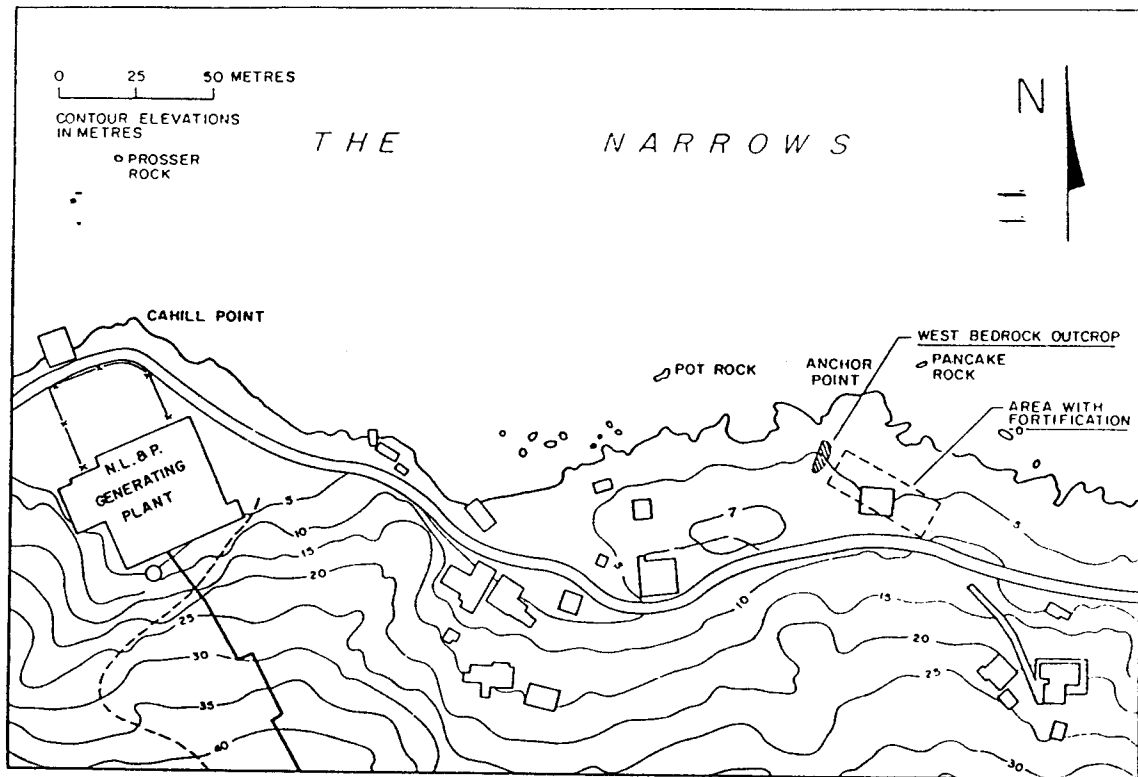 0 25 50 METRES
CONTOUR ELEVATIONS
IN METRES
PROSSER
ROCK
THE NARROWS
N
CAHILL POINT
WEST BEDROCK OUTCROP
POT ROCK
ANCHOR
POINT
PANCAKE
ROCK
AREA WITH
FORTIFICATION
N.L.&P.
GENERATING
PLANT
5
10
15
20
25
30
35
40
7
5
10
15
20
25
30
5